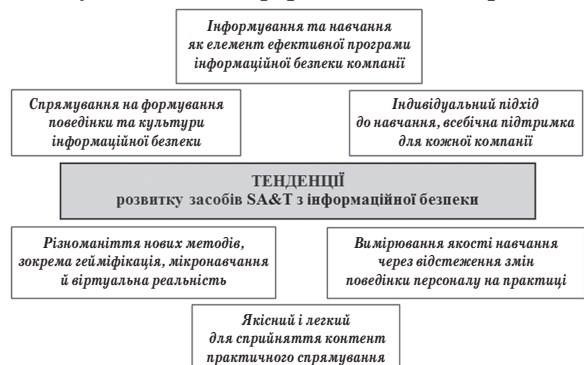 Інформування та навчання
як елемент ефективної програми
інформаційної безпеки компанії
Спрямування на формування
поведінки та культури
інформаційної безпеки
Індивідуальний підхід
до навчання, всебічна підтримка
для кожної компанії
ТЕНДЕНЦІЇ
розвитку засобів SA&T з інформаційної безпеки
Різноманіття нових методів,
зокрема гейміфікація, мікронавчання
й віртуальна реальність
Вимірювання якості навчання
через відстеження змін
поведінки персоналу на практиці
Якісний і легкий
для сприйняття контент
практичного спрямування